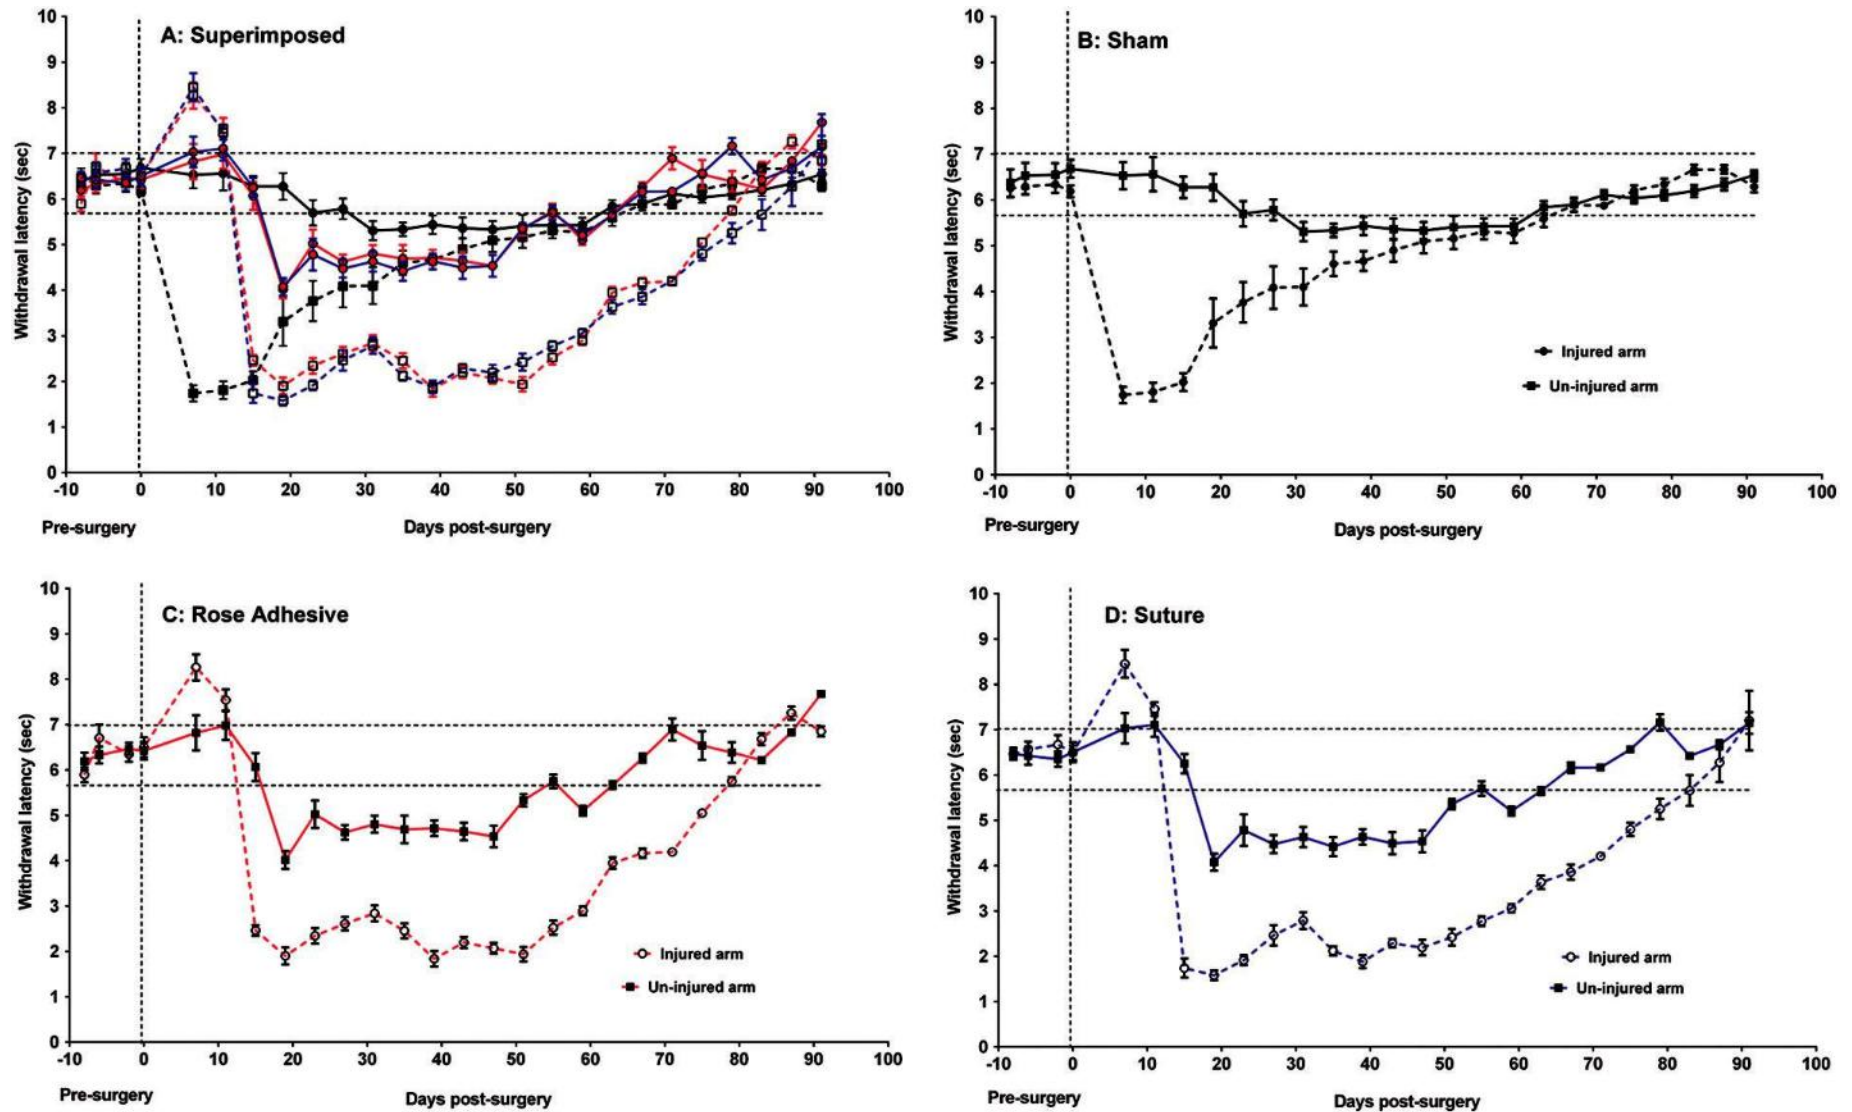 A: Superimposed
Withdrawal latency (sec)
10
9
8
7
6
5
4
3
2
1
0
-10 0 10 20 30 40 50 60 70 80 90 100
Pre-surgery Days post-surgery
B: Sham
Withdrawal latency (sec)
10
9
8
7
6
5
4
3
2
1
0
Injured arm
Un-injured arm
-10 0 10 20 30 40 50 60 70 80 90 100
Pre-surgery Days post-surgery
C: Rose Adhesive
Withdrawal latency (sec)
10
9
8
7
6
5
4
3
2
1
0
Injured arm
Un-injured arm
-10 0 10 20 30 40 50 60 70 80 90 100
Pre-surgery Days post-surgery
D: Suture
Withdrawal latency (sec)
10
9
8
7
6
5
4
3
2
1
0
Injured arm
Un-injured arm
-10 0 10 20 30 40 50 60 70 80 90 100
Pre-surgery Days post-surgery